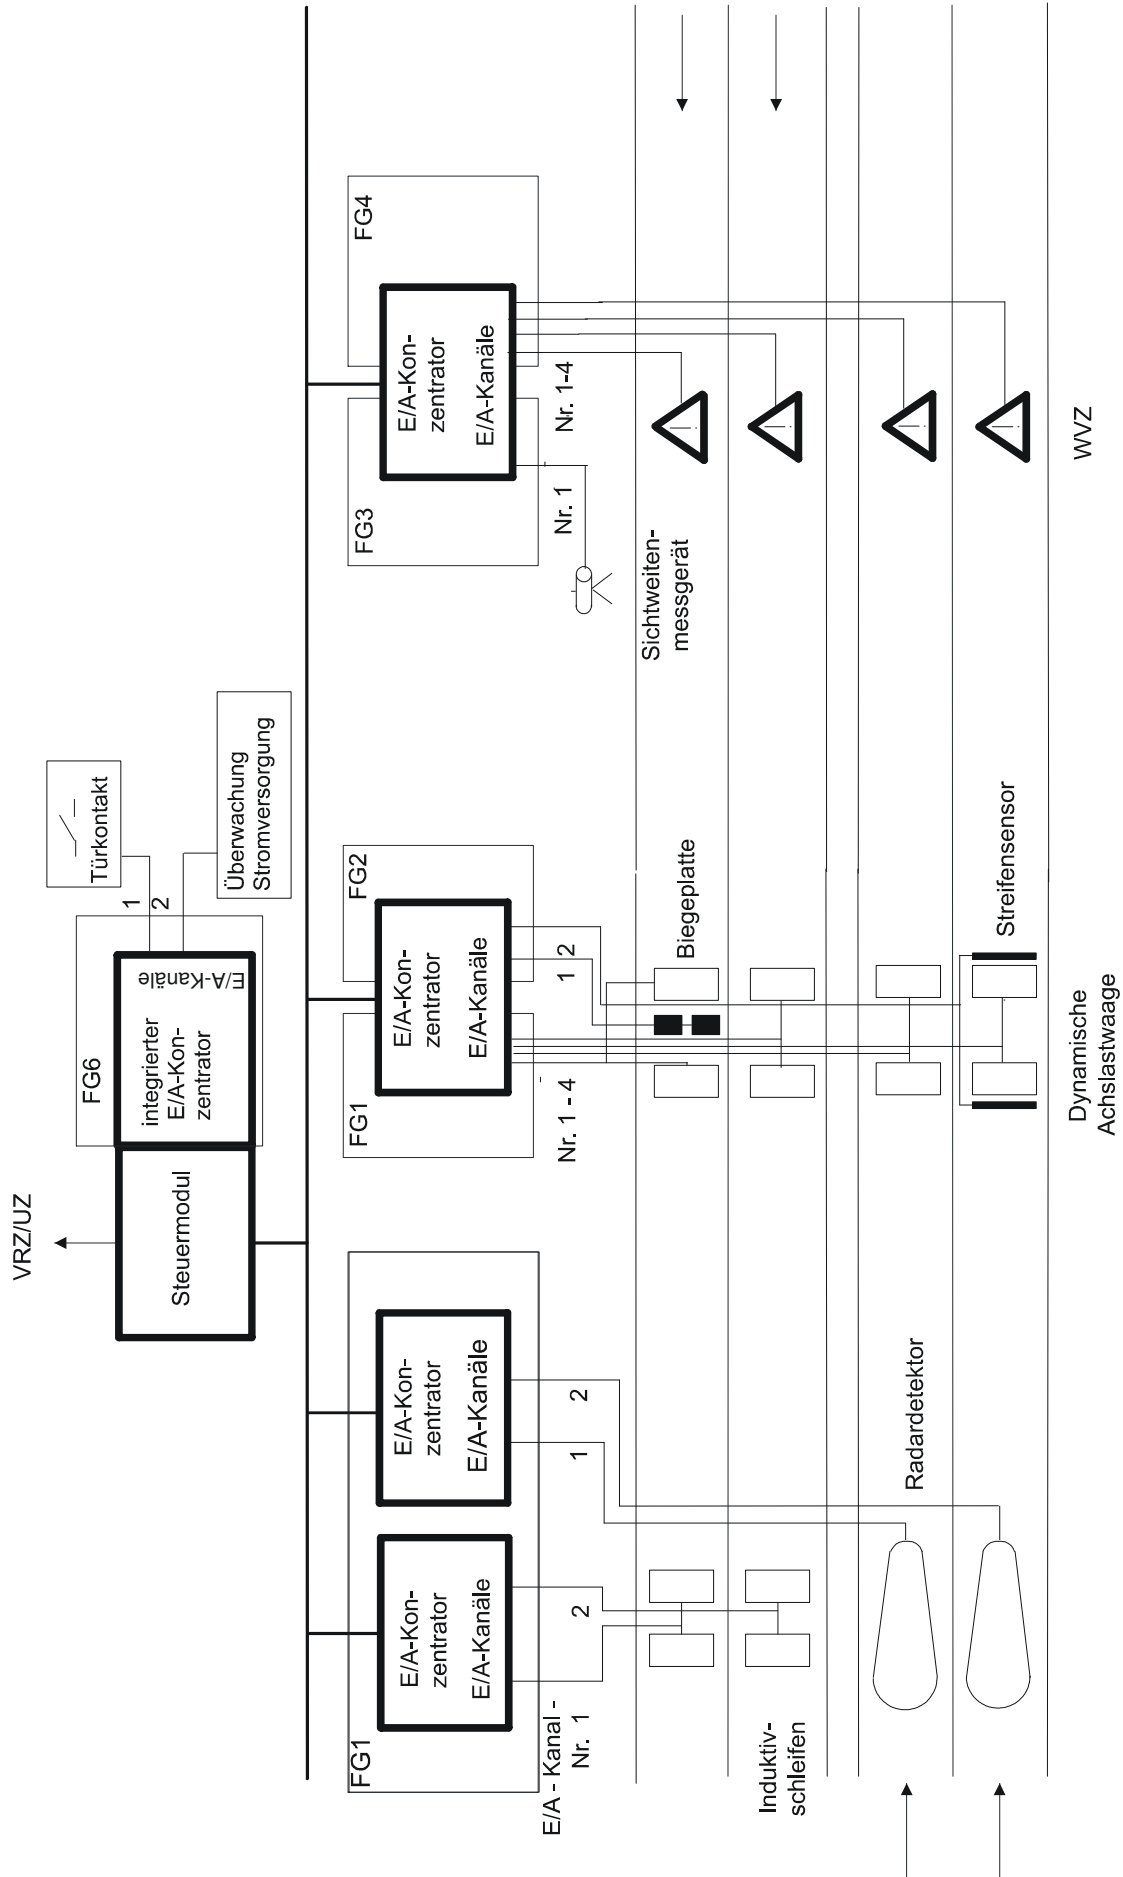 VRZ/UZ
Steuermodul
FG6
integrierter
E/A-Kon-
zentrator
E/A-Kanäle
1
2
Türkontakt
Überwachung
Stromversorgung
FG1
E/A-Kon-
zentrator
E/A-Kanäle
E/A-Kon-
zentrator
E/A-Kanäle
E/A - Kanal -
Nr. 1
2
1
2
FG1
FG2
E/A-Kon-
zentrator
E/A-Kanäle
Nr. 1 - 4
1
2
FG3
FG4
E/A-Kon-
zentrator
E/A-Kanäle
Nr. 1
Nr. 1-4
Induktiv-
schleifen
Radardetektor
Biegeplatte
Streifensensor
Dynamische
Achslastwaage
Sichtweiten-
messgerät
WVZ